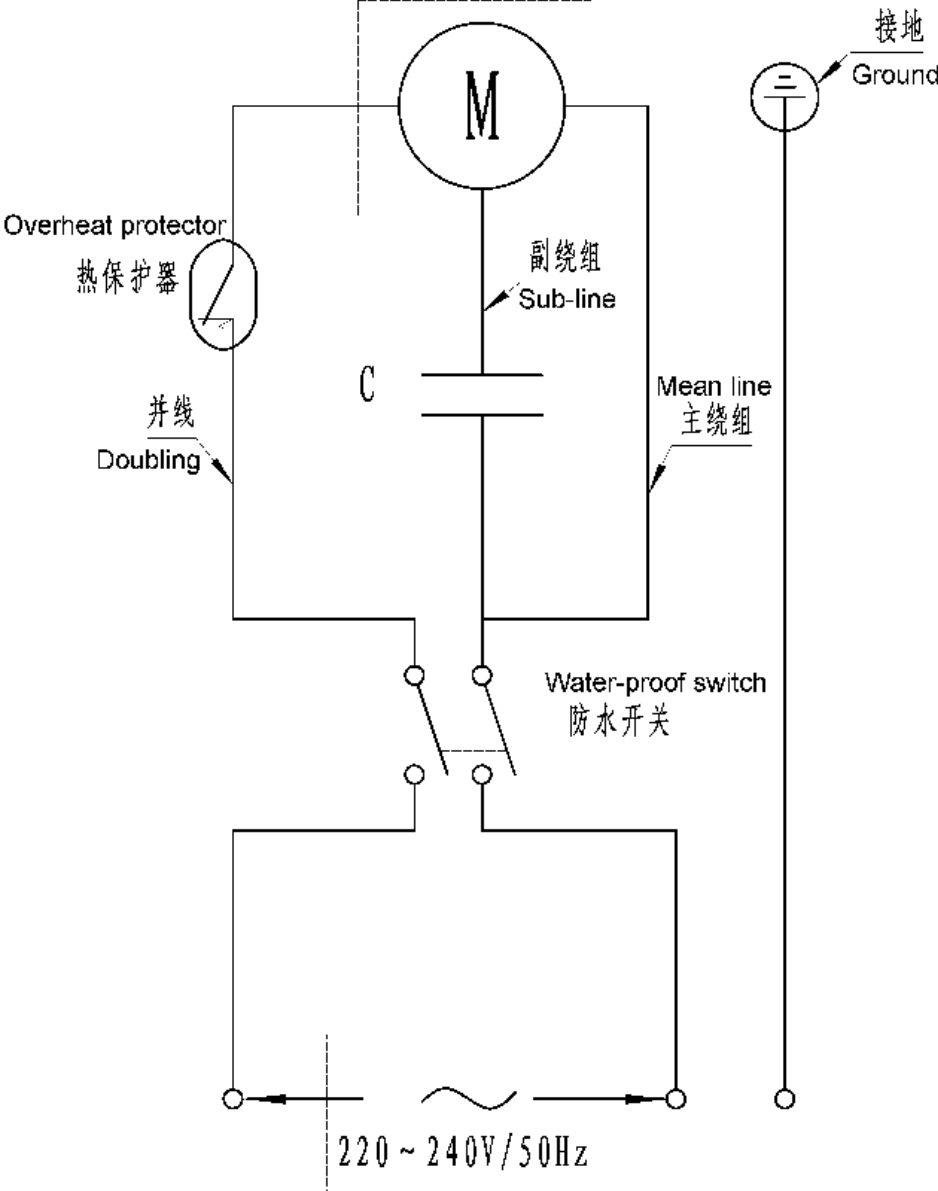 接地
Ground
M
Overheat protector
热保护器
副绕组
Sub-line
C
Mean line
主绕组
并线
Doubling
Water-proof switch
防水开关
220~240V/50Hz